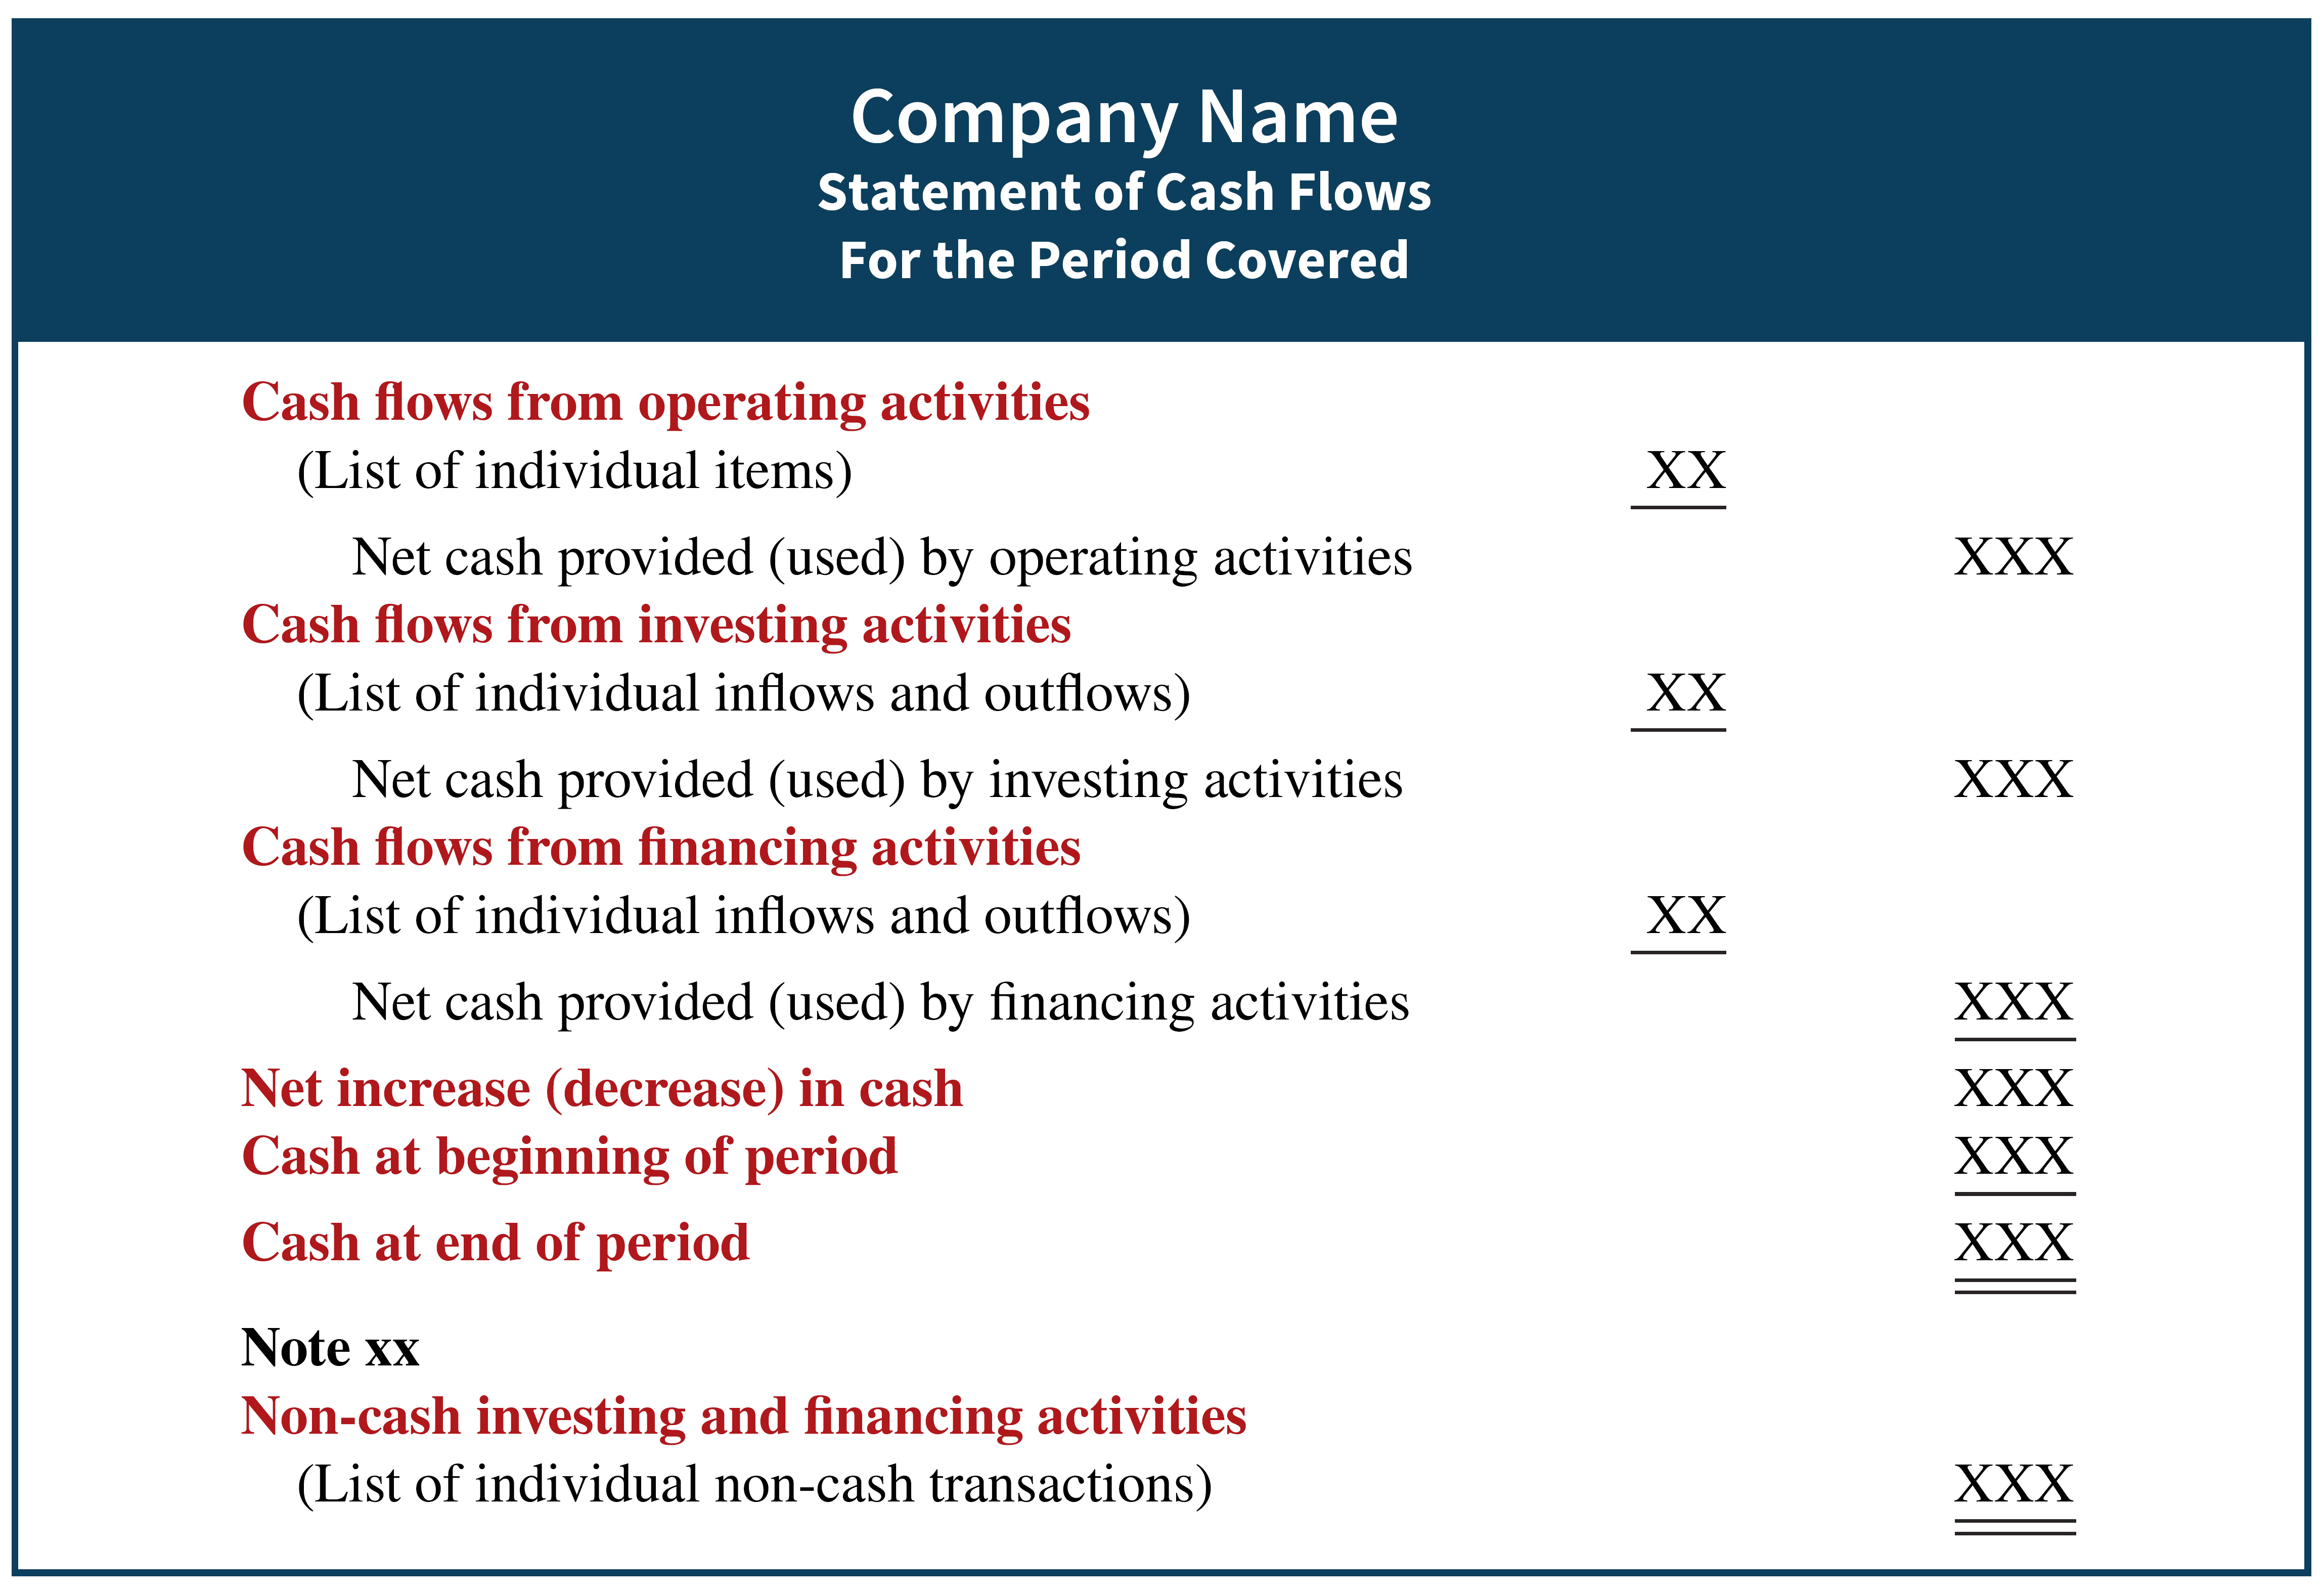 Company Name
Statement of Cash Flows
For the Period Covered
Cash flows from operating activities
(List of individual items) XX
Net cash provided (used) by operating activities XXX
Cash flows from investing activities
(List of individual inflows and outflows) XX
Net cash provided (used) by investing activities XXX
Cash flows from financing activities
(List of individual inflows and outflows) XX
Net cash provided (used) by financing activities XXX
Net increase (decrease) in cash XXX
Cash at beginning of period XXX
Cash at end of period XXX
Note xx
Non-cash investing and financing activities
(List of individual non-cash transactions) XXX